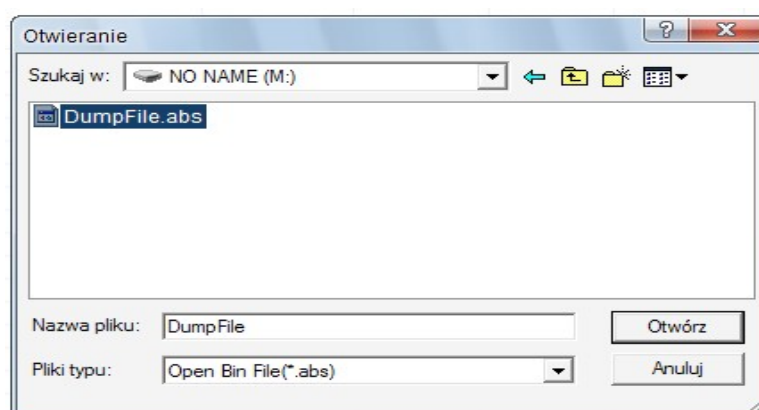 Otwieranie
Szukaj w: NO NAME (M:)
DumpFile.abs
Nazwa pliku: DumpFile Otwórz
Pliki typu: Open Bin File(*.abs) Anuluj